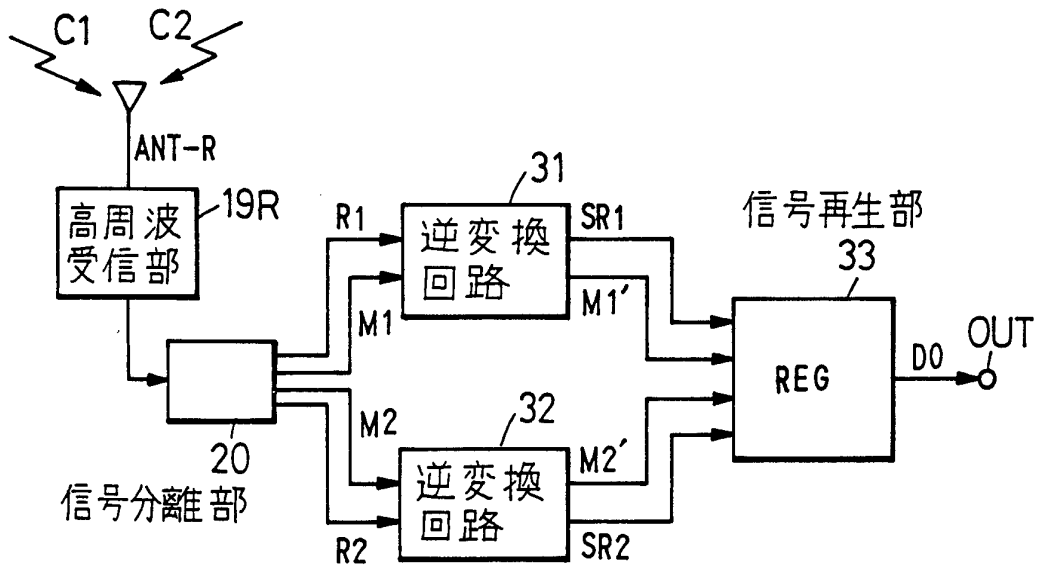 C1
C2
ANT-R
19R
高周波
受信部
R1
M1
31
逆変換
回路
SR1
M1′
信号再生部
33
REG
D0
OUT
20
信号分離部
M2
R2
32
逆変換
回路
M2′
SR2